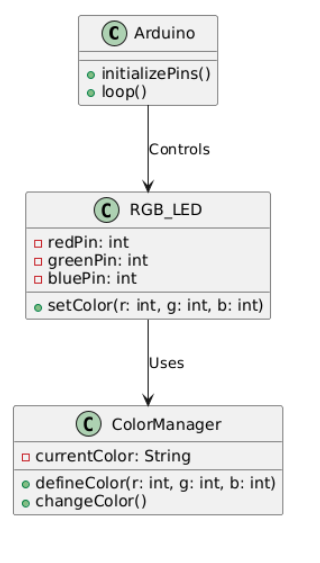 C Arduino
initializePins()
loop()
Controls
C RGB_LED
redPin: int
greenPin: int
bluePin: int
setColor(r: int, g: int, b: int)
Uses
C ColorManager
currentColor: String
defineColor(r: int, g: int, b: int)
changeColor()